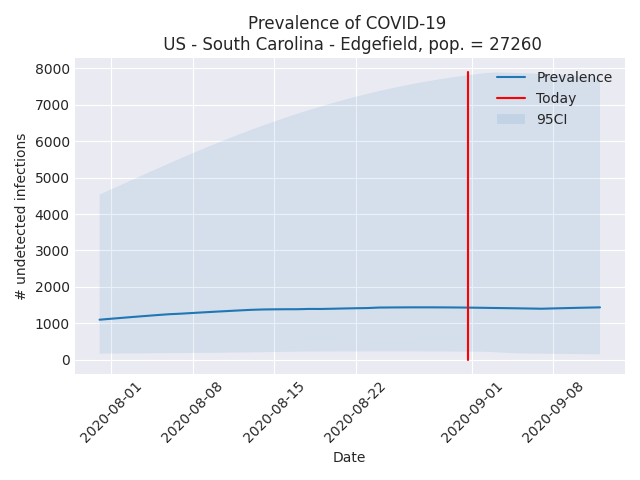 Prevalence of COVID-19
US - South Carolina - Edgefield, pop. = 27260
8000
7000
6000
5000
4000
3000
2000
1000
0
# undetected infections
Prevalence
Today
95CI
2020-08-01
2020-08-08
2020-08-15
2020-08-22
2020-09-01
2020-09-08
Date